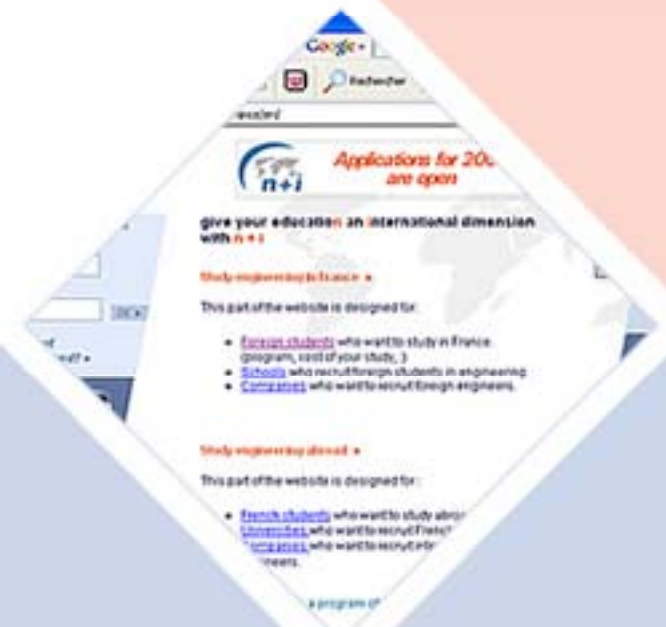 Google
Rechercher
n+i
Applications for 20
are open
give your education an international dimension
with n+i
Study engineering in France
This part of the website is designed for:
Foreign students who want to study in France.
(program, cost of your study, )
Schools who recruit foreign students in engineering
Companies who want to recruit foreign engineers.
Study engineering abroad
This part of the website is designed for:
French students who want to study abro
Universities who want to recruit Frenc
Companies who want to recruit int
a program of